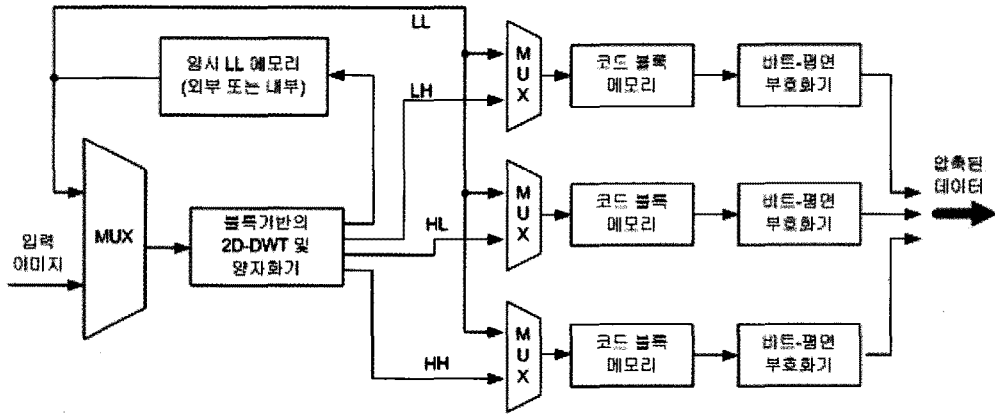 LL
임시 LL 메모리
(외부 또는 내부)
LH
MUX
코드 블록
메모리
비트-평면
부호화기
압축된
데이터
입력
이미지
MUX
블록기반의
2D-DWT 및
양자화기
HL
MUX
코드 블록
메모리
비트-평면
부호화기
HH
MUX
코드 블록
메모리
비트-평면
부호화기